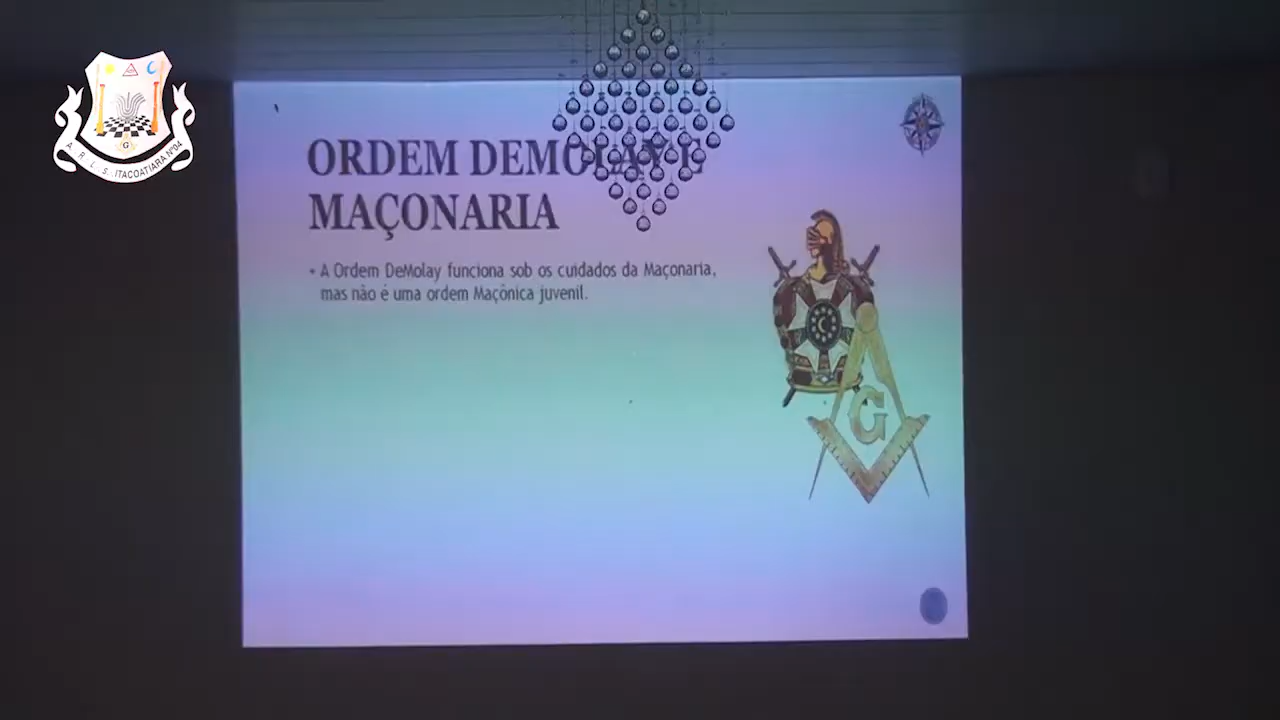 A.R.L.S. ITACOATIARA Nº04
G
ORDEM DEMOLAY E
MAÇONARIA
• A Ordem DeMolay funciona sob os cuidados da Maçonaria,
mas não é uma ordem Maçônica juvenil.
G